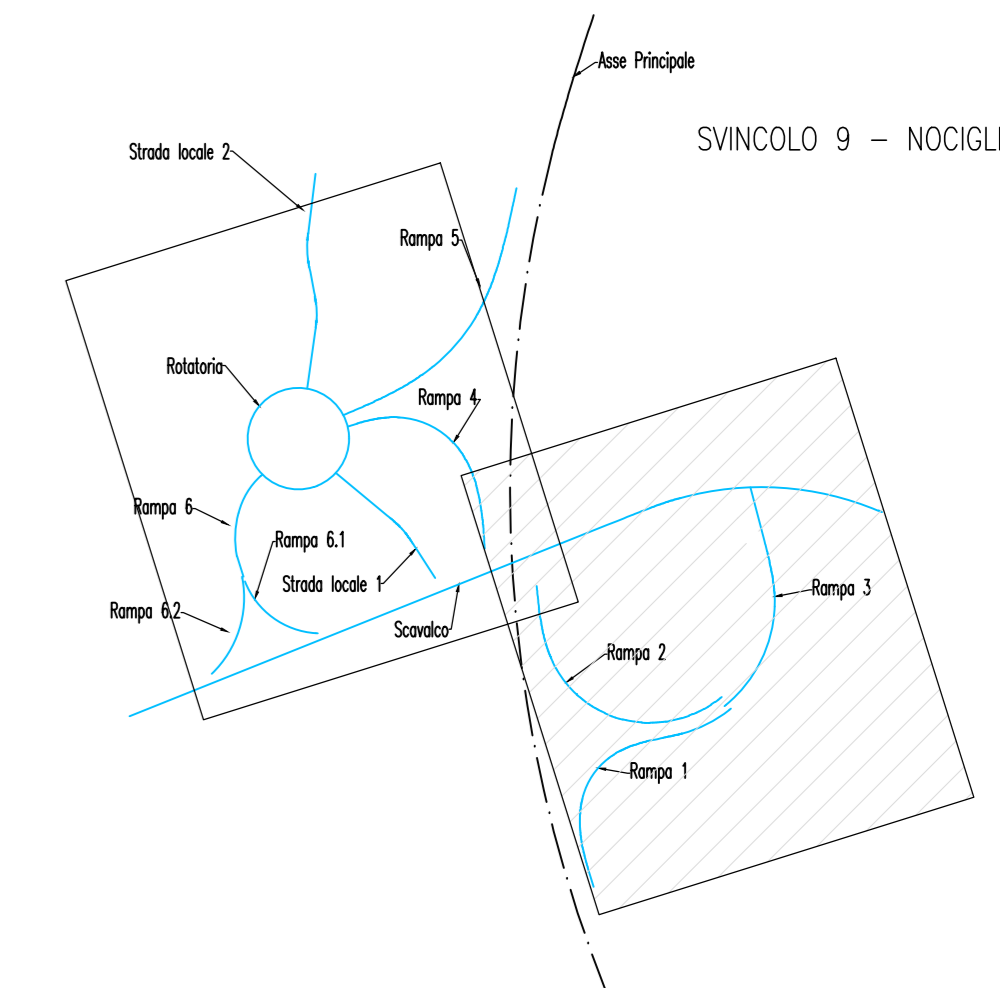 Asse Principale
SVINCOLO 9 – NOCIGL
Strada locale 2
Rampa 5
Rotatoria
Rampa 4
Rampa 6
Rampa 6.1
Strada locale 1
Rampa 3
Rampa 6.2
Scavalco
Rampa 2
Rampa 1